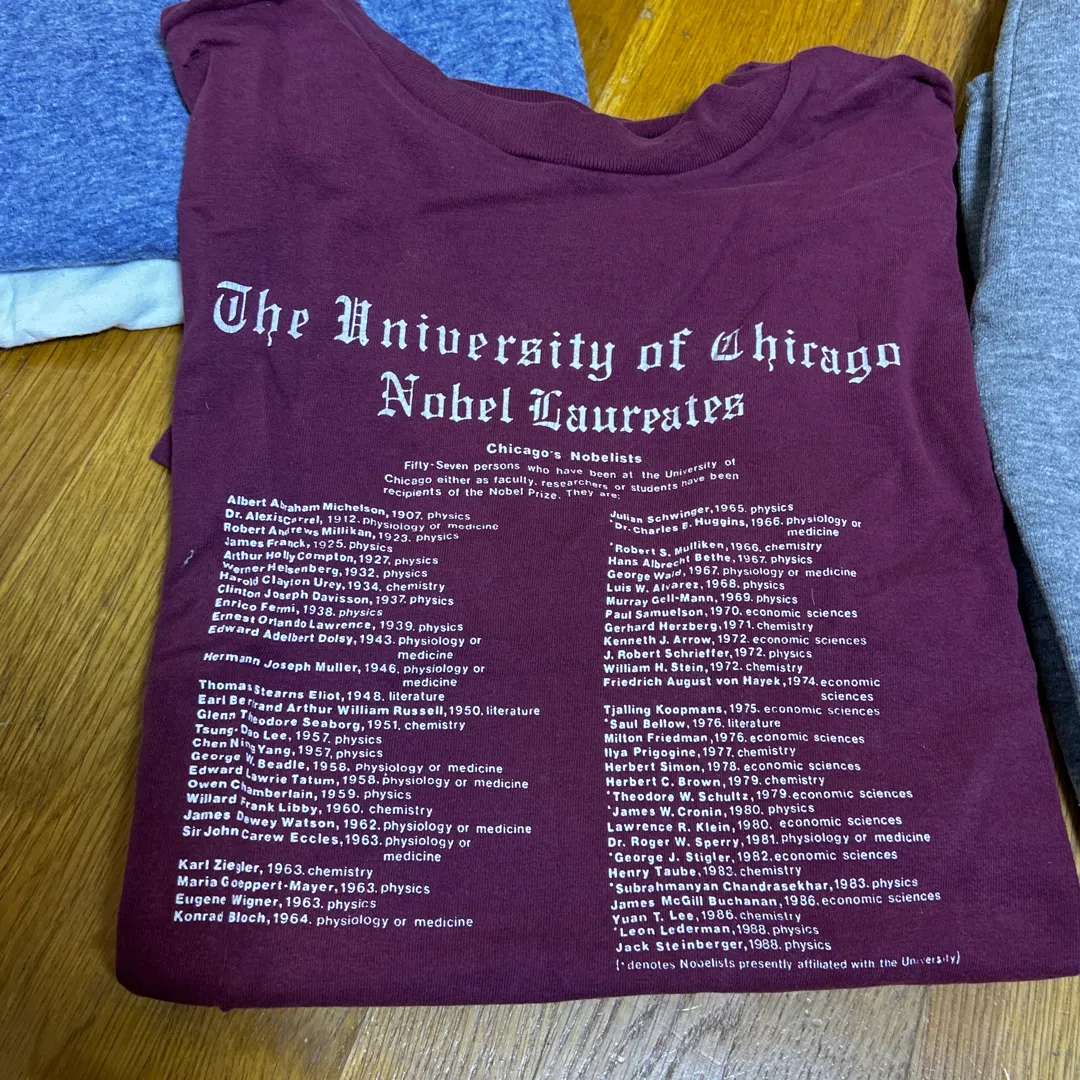 The University of Chicago
Nobel Laureates
Chicago's Nobelists
Fifty-Seven persons who have been at the University of
Chicago either as faculty, researchers or students have been
recipients of the Nobel Prize. They are:
Albert Abraham Michelson, 1907. physics
Dr. Alexis Carrel, 1912. physiology or medicine
Robert Andrews Millikan, 1923. physics
James Franck, 1925. physics
Arthur Holly Compton, 1927. physics
Werner Heisenberg, 1932. physics
Harold Clayton Urey, 1934. chemistry
Clinton Joseph Davisson, 1937. physics
Enrico Fermi, 1938. physics
Ernest Orlando Lawrence, 1939. physics
Edward Adelbert Doisy, 1943. physiology or
medicine
Hermann Joseph Muller, 1946. physiology or
medicine
Thomas Stearns Eliot, 1948. literature
Earl Bertrand Arthur William Russell, 1950. literature
Glenn Theodore Seaborg, 1951. chemistry
Tsung-Dao Lee, 1957. physics
Chen Ning Yang, 1957. physics
George W. Beadle, 1958. physiology or medicine
Edward Lawrie Tatum, 1958. physiology or medicine
Owen Chamberlain, 1959. physics
Willard Frank Libby, 1960. chemistry
James Dewey Watson, 1962. physiology or medicine
Sir John Carew Eccles, 1963. physiology or
medicine
Karl Ziegler, 1963. chemistry
Maria Goeppert-Mayer, 1963. physics
Eugene Wigner, 1963. physics
Konrad Bloch, 1964. physiology or medicine
Julian Schwinger, 1965. physics
*Dr. Charles B. Huggins, 1966. physiology or
medicine
*Robert S. Mulliken, 1966. chemistry
Hans Albrecht Bethe, 1967. physics
George Wald, 1967. physiology or medicine
Luis W. Alvarez, 1968. physics
Murray Gell-Mann, 1969. physics
Paul Samuelson, 1970. economic sciences
Gerhard Herzberg, 1971. chemistry
Kenneth J. Arrow, 1972. economic sciences
J. Robert Schrieffer, 1972. physics
William H. Stein, 1972. chemistry
Friedrich August von Hayek, 1974. economic
sciences
Tjalling Koopmans, 1975. economic sciences
*Saul Bellow, 1976. literature
Milton Friedman, 1976. economic sciences
Ilya Prigogine, 1977. chemistry
Herbert Simon, 1978. economic sciences
Herbert C. Brown, 1979. chemistry
*Theodore W. Schultz, 1979. economic sciences
*James W. Cronin, 1980. physics
Lawrence R. Klein, 1980. economic sciences
Dr. Roger W. Sperry, 1981. physiology or medicine
*George J. Stigler, 1982. economic sciences
Henry Taube, 1983. chemistry
*Subrahmanyan Chandrasekhar, 1983. physics
James McGill Buchanan, 1986. economic sciences
Yuan T. Lee, 1986. chemistry
*Leon Lederman, 1988. physics
Jack Steinberger, 1988. physics
(*denotes Nobelists presently affiliated with the University)